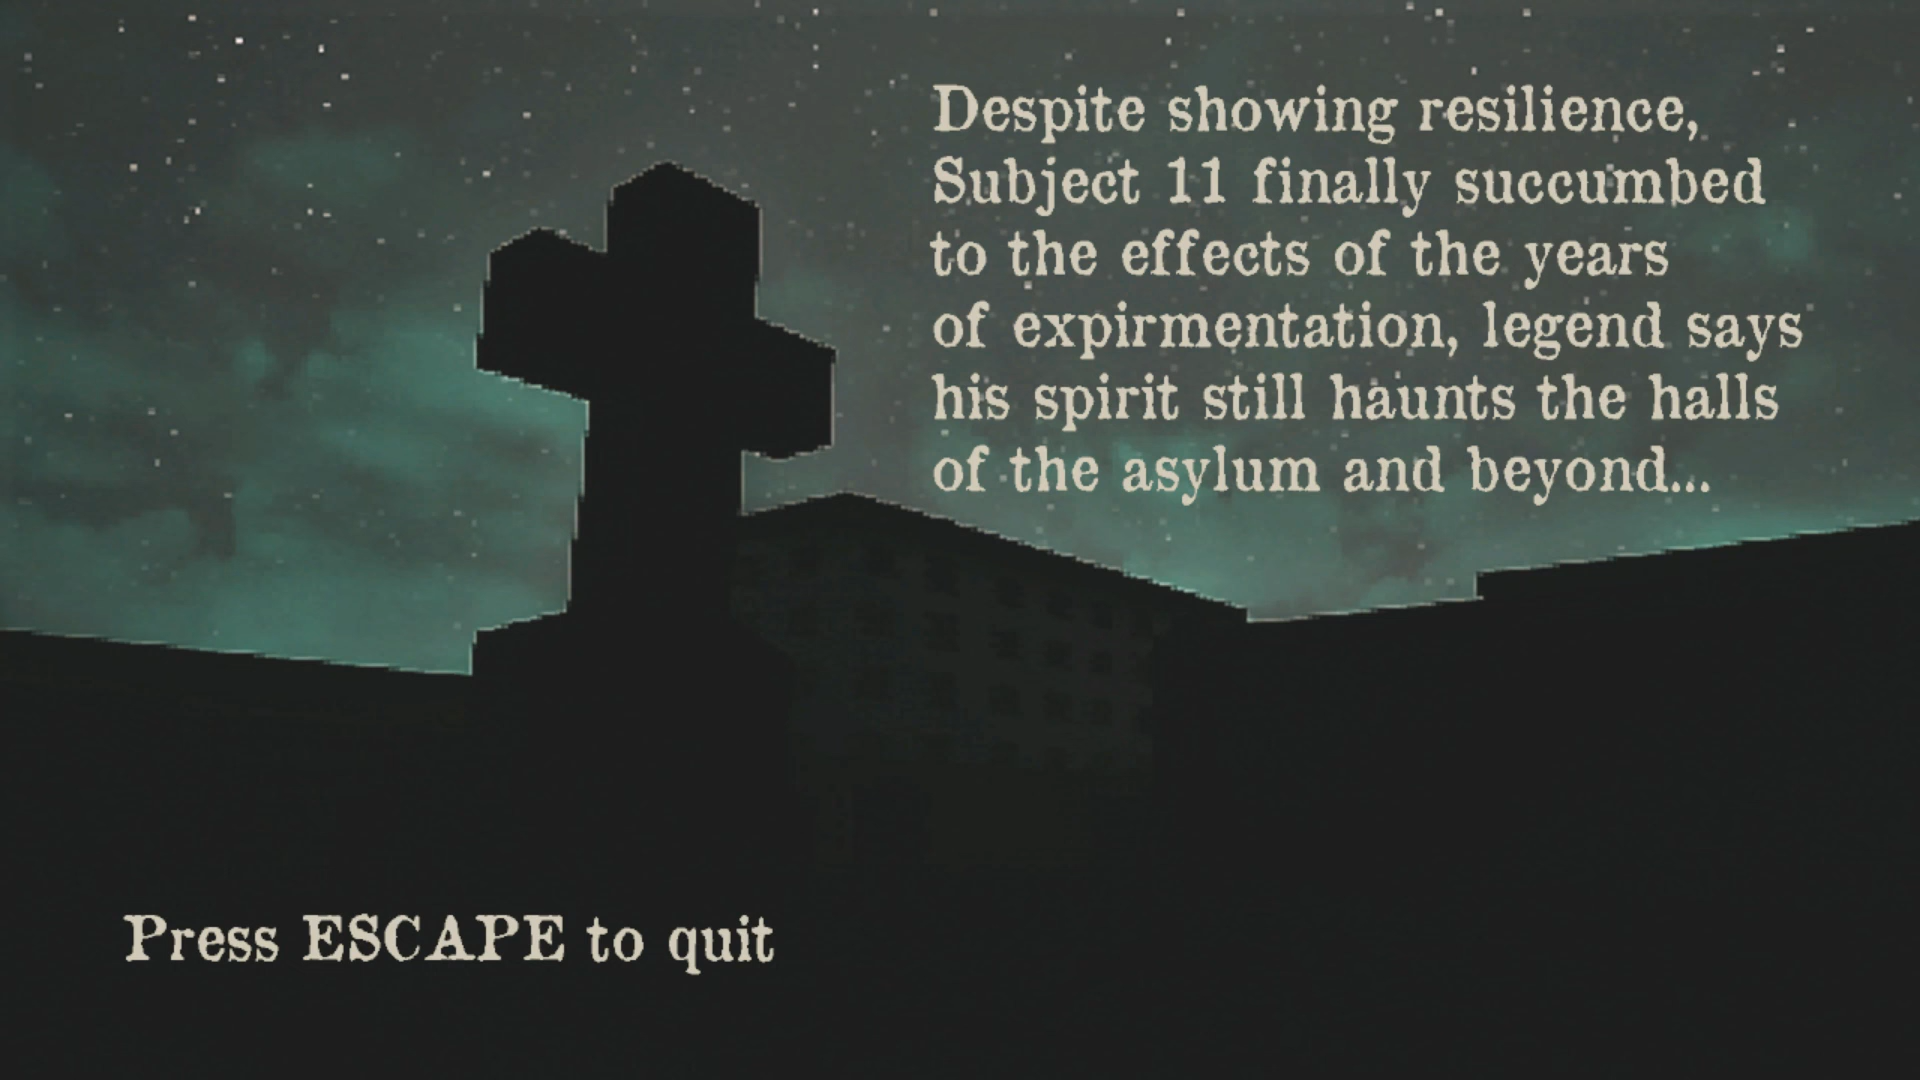 Despite showing resilience,
Subject 11 finally succumbed
to the effects of the years
of expirmentation, legend says
his spirit still haunts the halls
of the asylum and beyond...
Press ESCAPE to quit